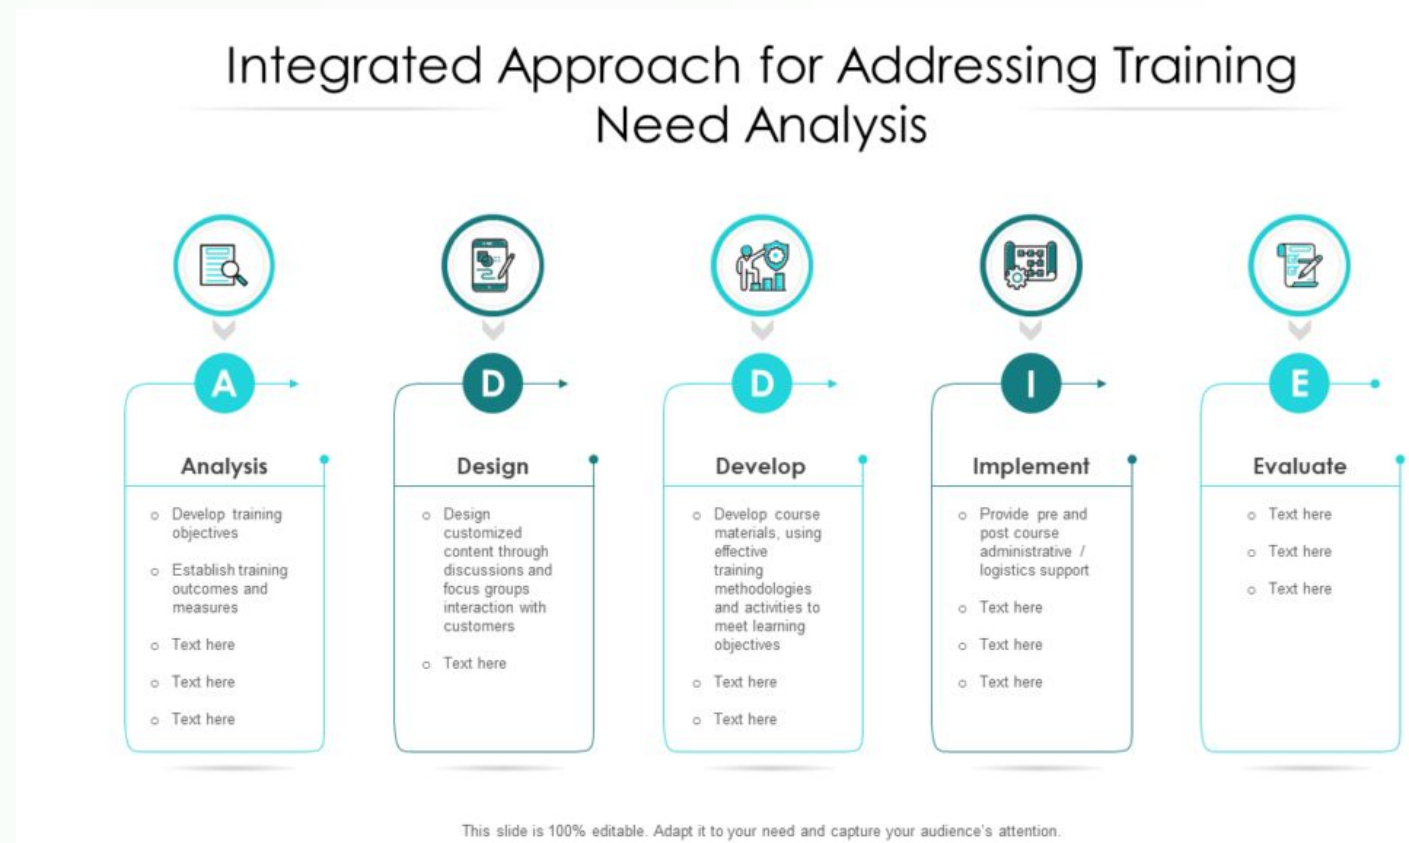 Integrated Approach for Addressing Training
Need Analysis
A
Analysis
o Develop training
objectives
o Establish training
outcomes and
measures
o Text here
o Text here
o Text here
D
Design
o Design
customized
content through
discussions and
focus groups
interaction with
customers
o Text here
D
Develop
o Develop course
materials, using
effective
training
methodologies
and activities to
meet learning
objectives
o Text here
o Text here
I
Implement
o Provide pre and
post course
administrative /
logistics support
o Text here
o Text here
o Text here
E
Evaluate
o Text here
o Text here
o Text here
This slide is 100% editable. Adapt it to your need and capture your audience's attention.